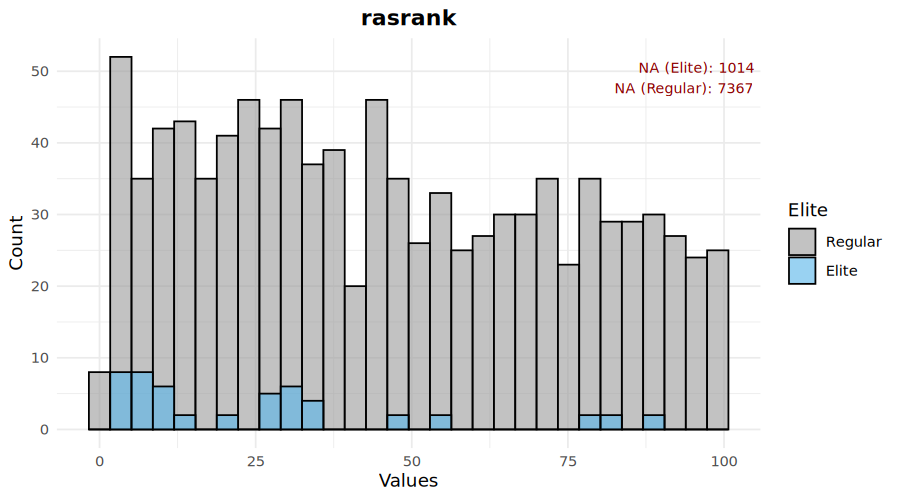 rasrank
NA (Elite): 1014
NA (Regular): 7367
50
40
30
20
10
0
Count
0 25 50 75 100
Values
Elite
Regular
Elite